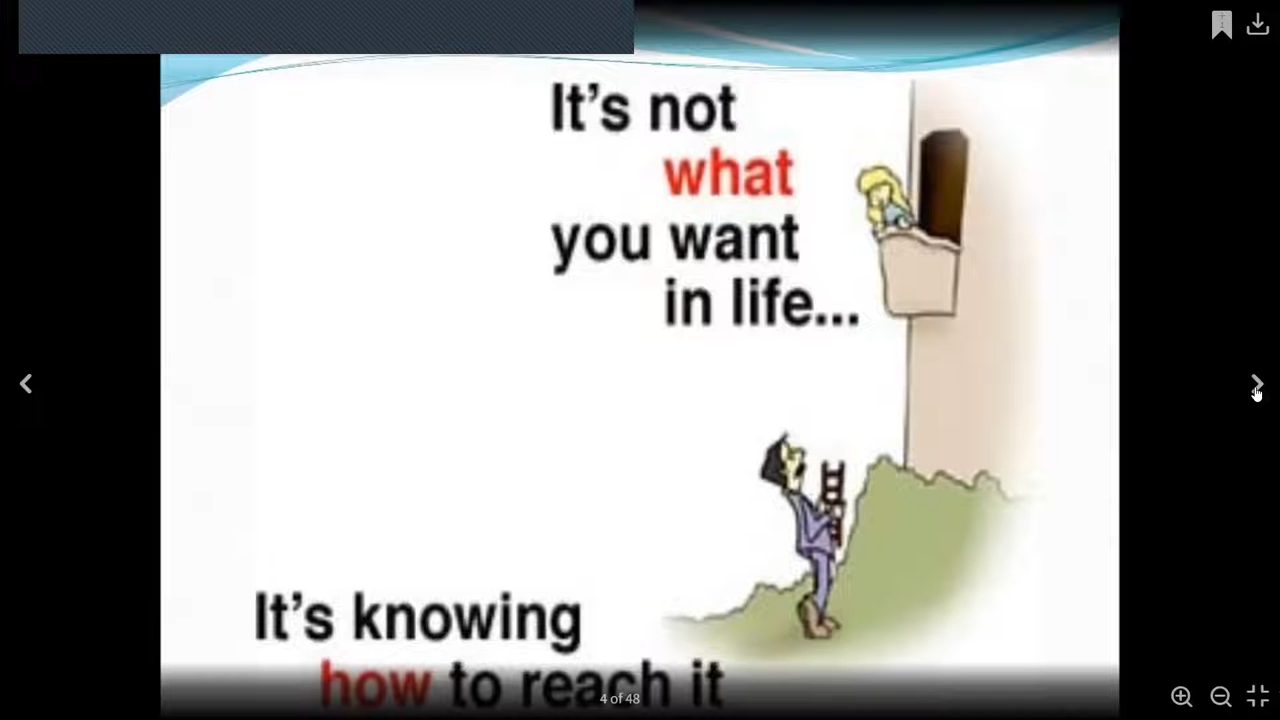 It's not
what
you want
in life...
It's knowing
how to reach it
4 of 48